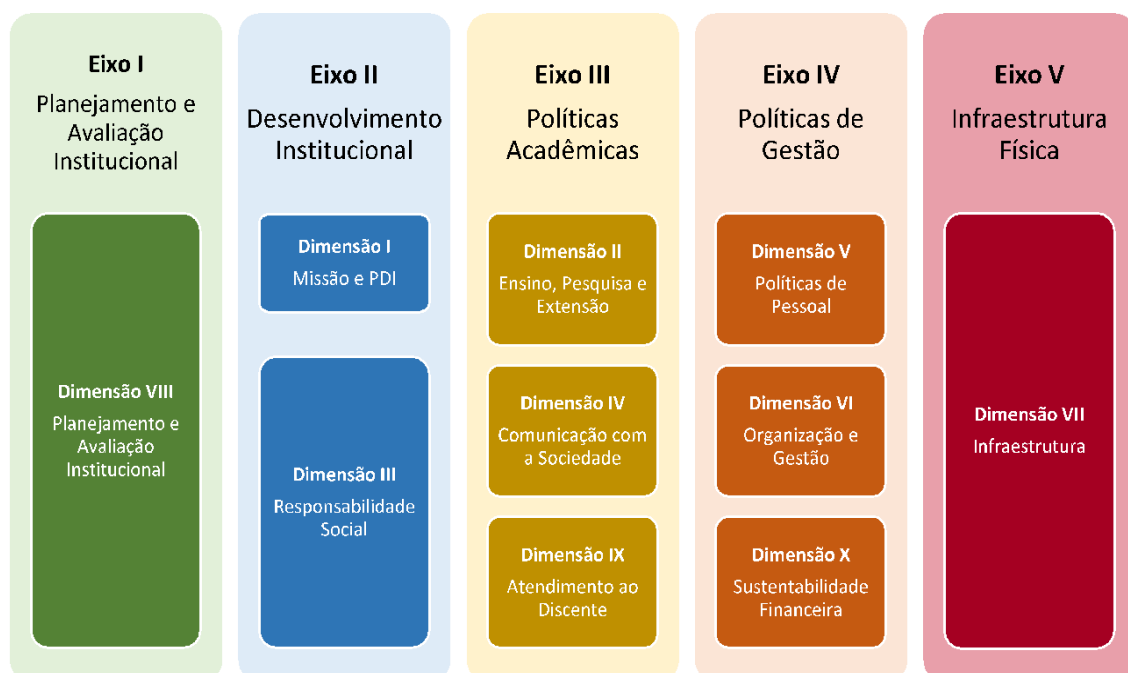 Eixo I
Planejamento e
Avaliação
Institucional
Dimensão VIII
Planejamento e
Avaliação
Institucional
Eixo II
Desenvolvimento
Institucional
Dimensão I
Missão e PDI
Dimensão III
Responsabilidade
Social
Eixo III
Políticas
Acadêmicas
Dimensão II
Ensino, Pesquisa e
Extensão
Dimensão IV
Comunicação com
a Sociedade
Dimensão IX
Atendimento ao
Discente
Eixo IV
Políticas de
Gestão
Dimensão V
Políticas de
Pessoal
Dimensão VI
Organização e
Gestão
Dimensão X
Sustentabilidade
Financeira
Eixo V
Infraestrutura
Física
Dimensão VII
Infraestrutura